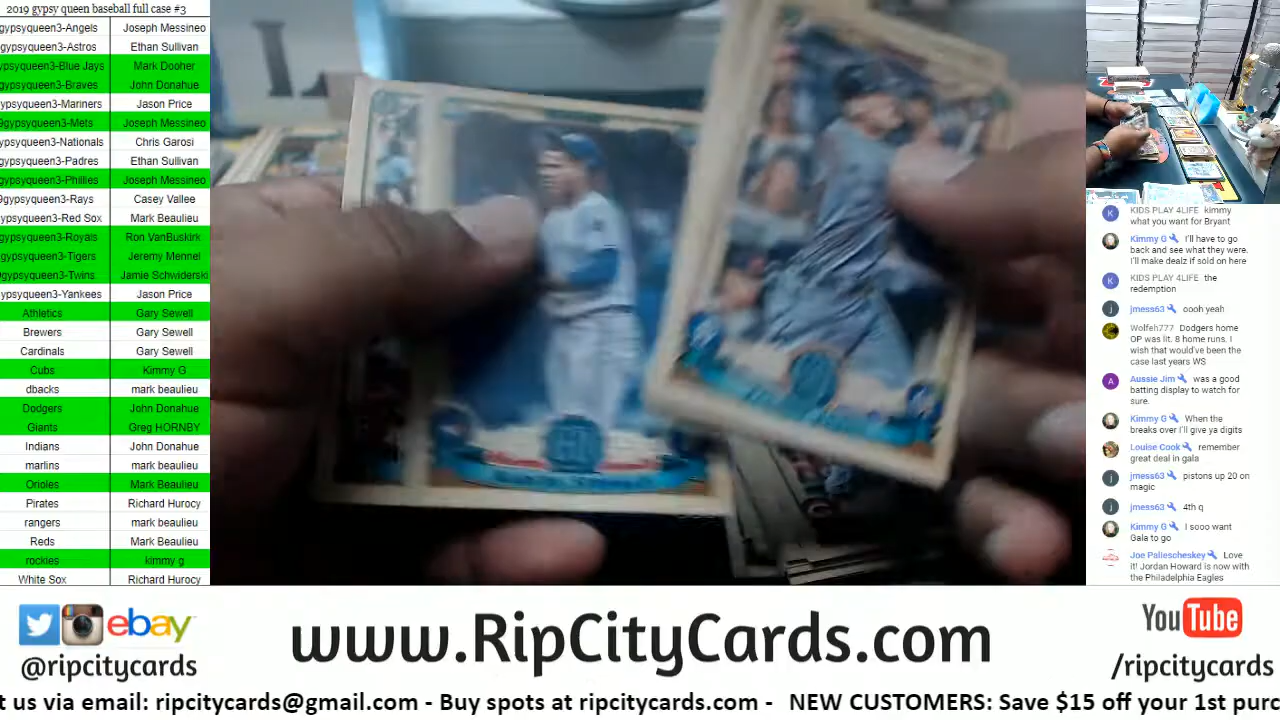 2019 gypsy queen baseball full case #3
gypsyqueen3-Angels Joseph Messineo
gypsyqueen3-Astros Ethan Sullivan
gypsyqueen3-Blue Jays Mark Dooher
gypsyqueen3-Braves John Donahue
gypsyqueen3-Mariners Jason Price
9gypsyqueen3-Mets Joseph Messineo
gypsyqueen3-Nationals Chris Garosi
gypsyqueen3-Padres Ethan Sullivan
gypsyqueen3-Phillies Joseph Messineo
9gypsyqueen3-Rays Casey Vallee
ypsyqueen3-Red Sox Mark Beaulieu
gypsyqueen3-Royals Ron VanBuskirk
gypsyqueen3-Tigers Jeremy Mennel
gypsyqueen3-Twins Jamie Schwiderski
ypsyqueen3-Yankees Jason Price
Athletics Gary Sewell
Brewers Gary Sewell
Cardinals Gary Sewell
Cubs Kimmy G
dbacks mark beaulieu
Dodgers John Donahue
Giants Greg HORNBY
Indians John Donahue
marlins mark beaulieu
Orioles Mark Beaulieu
Pirates Richard Hurocy
rangers mark beaulieu
Reds Mark Beaulieu
rockies kimmy g
White Sox Richard Hurocy
K KIDS PLAY 4LIFE kimmy
what you want for Bryant
Kimmy G I'll have to go
back and see what they were.
I'll make dealz if sold on here
K KIDS PLAY 4LIFE the
redemption
j jmess63 oooh yeah
Wolfeh777 Dodgers home
OP was lit. 8 home runs. I
wish that would've been the
case last years WS
A Aussie Jim was a good
batting display to watch for
sure.
Kimmy G When the
breaks over I'll give ya digits
Louise Cook remember
great deal in gala
j jmess63 pistons up 20 on
magic
j jmess63 4th q
Kimmy G I sooo want
Gala to go
Joe Paliescheskey Love
it! Jordan Howard is now with
the Philadelphia Eagles
ebay
@ripcitycards
www.RipCityCards.com
YouTube
/ripcitycards
t us via email: ripcitycards@gmail.com - Buy spots at ripcitycards.com - NEW CUSTOMERS: Save $15 off your 1st purc